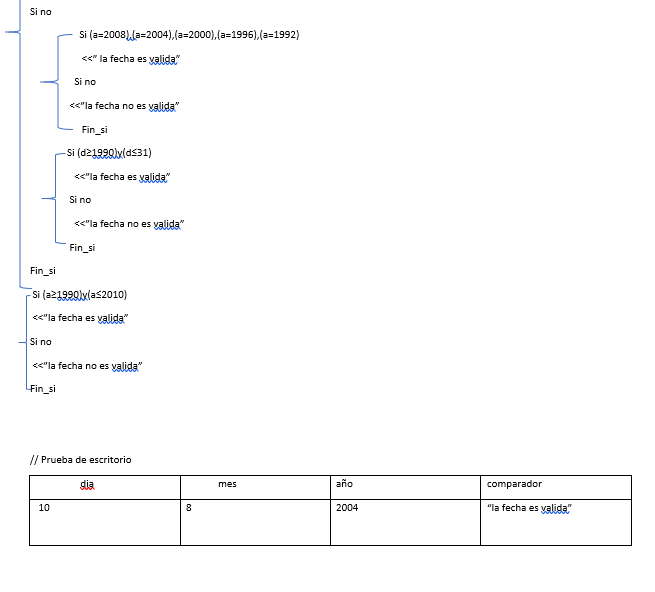 Si no
Si (a=2008),(a=2004),(a=2000),(a=1996),(a=1992)
<<" la fecha es valida"
Si no
<<"la fecha no es valida"
Fin_si
Si (d≥1990)y(d≤31)
<<"la fecha es valida"
Si no
<<"la fecha no es valida"
Fin_si
Fin_si
Si (a≥1990)y(a≤2010)
<<"la fecha es valida"
Si no
<<"la fecha no es valida"
Fin_si
// Prueba de escritorio
dia mes año comparador
10 8 2004 "la fecha es valida"